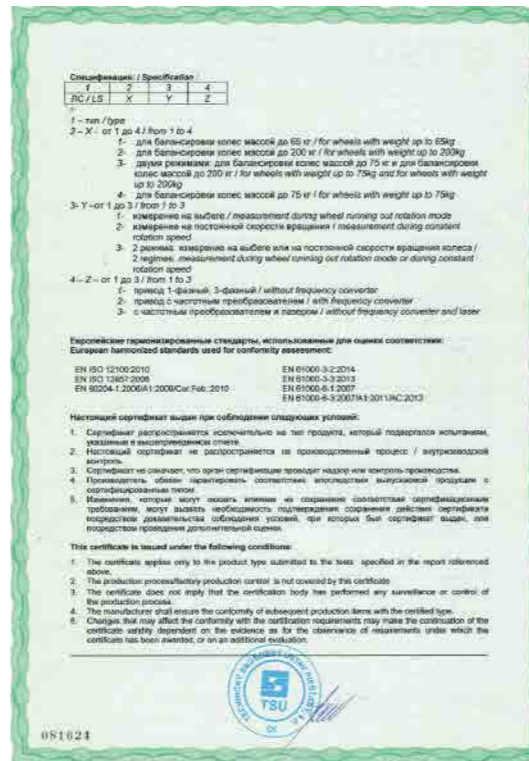 Спецификация: / Specification
1 2 3 4
RC / LS X Y Z
1 – тип / type
2 – X - от 1 до 4 / from 1 to 4
1- для балансировки колес массой до 65 кг / for wheels with weight up to 65kg
2- для балансировки колес массой до 200 кг / for wheels with weight up to 200kg
3- двумя режимами: для балансировки колес массой до 75 кг и для балансировки
колес массой до 200 кг / for wheels with weight up to 75kg and for wheels with weight
up to 200kg
4- для балансировки колес массой до 75 кг / for wheels with weight up to 75kg
3- Y –от 1 до 3 / from 1 to 3
1- измерение на выбеге / measurement during wheel running out rotation mode
2- измерение на постоянной скорости вращения / measurement during constant
rotation speed
3- 2 режима: измерение на выбеге или на постоянной скорости вращения колеса /
2 regimes: measurement during wheel running out rotation mode or during constant
rotation speed
4 – Z – от 1 до 3 / from 1 to 3
1- привод 1-фазный, 3-фазный / without frequency converter
2- привод с частотным преобразователем / with frequency converter
3- с частотным преобразователем и лазером / without frequency converter and laser
Европейские гармонизированные стандарты, использованные для оценки соответствия:
European harmonized standards used for conformity assessment:
EN ISO 12100:2010 EN 61000-3-2:2014
EN ISO 13857:2008 EN 61000-3-3:2013
EN 60204-1:2006/A1:2009/Cor.Feb.:2010 EN 61000-6-1:2007
EN 61000-6-3:2007/A1:2011/AC:2013
Настоящий сертификат выдан при соблюдении следующих условий:
1. Сертификат распространяется исключительно на тип продукта, который подвергался испытаниям,
указанным в вышеприведенном отчете.
2. Настоящий сертификат не распространяется на производственный процесс / внутризаводской
контроль.
3. Сертификат не означает, что орган сертификации проводит надзор или контроль производства.
4. Производитель обязан гарантировать соответствие впоследствии выпускаемой продукции с
сертифицированным типом.
5. Изменения, которые могут оказать влияние на сохранение соответствия сертификационным
требованиям, могут вызвать необходимость подтверждения сохранения действия сертификата
посредством доказательства соблюдения условий, при которых был сертификат выдан, или
посредством проведения дополнительной оценки.
This certificate is issued under the following conditions:
1. The certificate applies only to the product type submitted to the tests specified in the report referenced
above.
2. The production process/factory production control is not covered by this certificate
3. The certificate does not imply that the certification body has performed any surveillance or control of
the production process.
4. The manufacturer shall ensure the conformity of subsequent production items with the certified type.
5. Changes that may affect the conformity with the certification requirements may make the continuation of the
certificate validity dependent on the evidence as for the observance of requirements under which the
certificate has been awarded, or on an additional evaluation.
TSU
081624